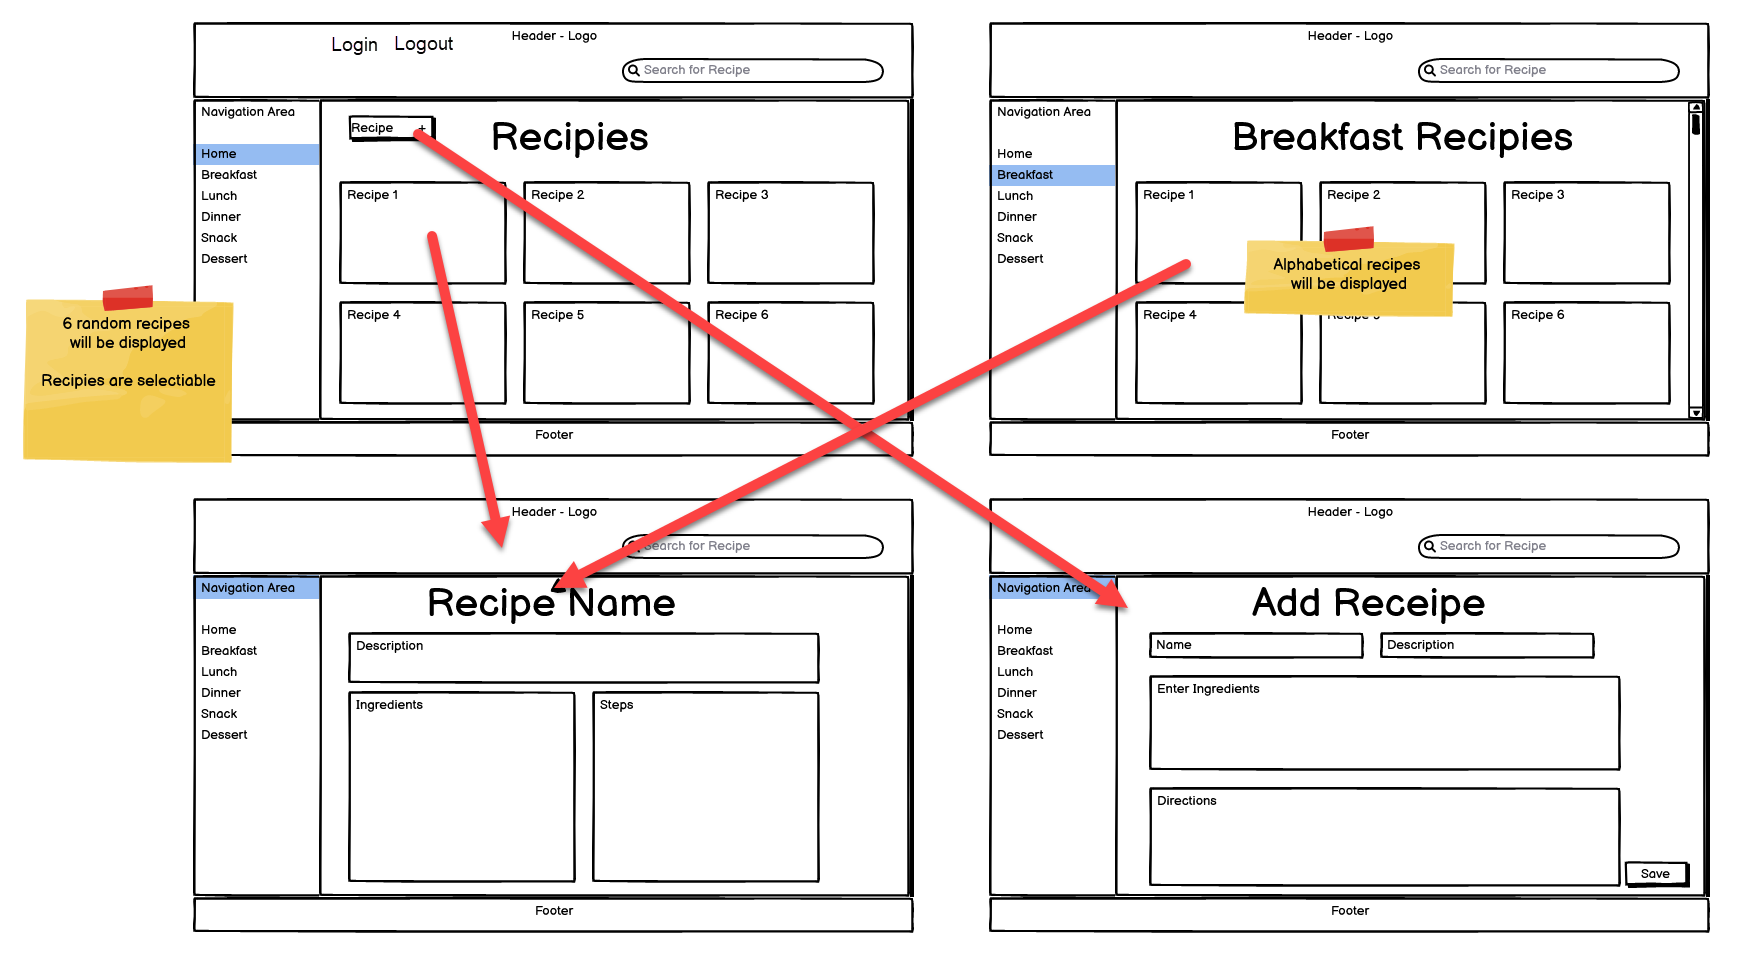 Login Logout Header - Logo
Search for Recipe
Navigation Area
Recipe +
Recipies
Home
Breakfast
Lunch
Dinner
Snack
Dessert
Recipe 1
Recipe 2
Recipe 3
Recipe 4
Recipe 5
Recipe 6
6 random recipes
will be displayed
Recipies are selectiable
Footer
Header - Logo
Search for Recipe
Navigation Area
Breakfast Recipies
Home
Breakfast
Lunch
Dinner
Snack
Dessert
Recipe 1
Recipe 2
Recipe 3
Alphabetical recipes
will be displayed
Recipe 4
Recipe 5
Recipe 6
Footer
Header - Logo
Search for Recipe
Navigation Area
Recipe Name
Home
Breakfast
Lunch
Dinner
Snack
Dessert
Description
Ingredients
Steps
Footer
Header - Logo
Search for Recipe
Navigation Area
Add Receipe
Home
Breakfast
Lunch
Dinner
Snack
Dessert
Name
Description
Enter Ingredients
Directions
Save
Footer